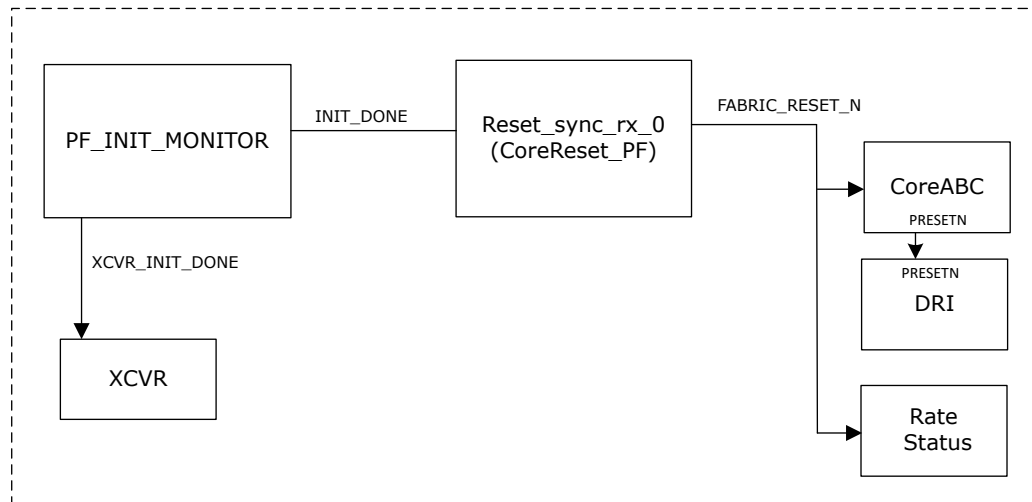 PF_INIT_MONITOR
INIT_DONE
Reset_sync_rx_0
(CoreReset_PF)
FABRIC_RESET_N
CoreABC
PRESETN
PRESETN
DRI
XCVR_INIT_DONE
XCVR
Rate
Status